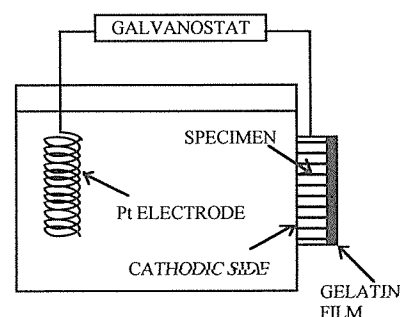 GALVANOSTAT
SPECIMEN
Pt ELECTRODE
CATHODIC SIDE
GELATIN
FILM